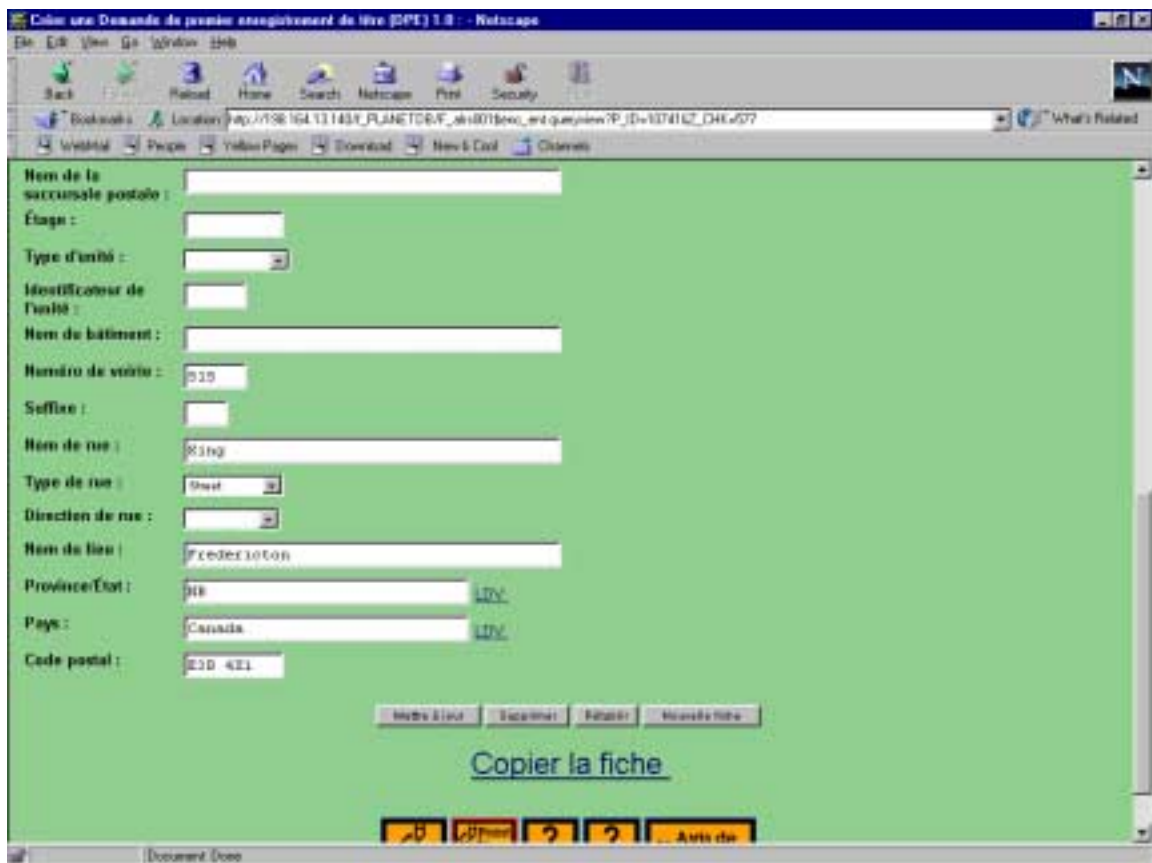 Créer une Demande de premier enregistrement de titre (DPE) 1.0 : - Netscape
File Edit View Go Window Help
Back Reload Home Search Netscape Print Security
Bookmarks Location: What's Related
WebMail People Yellow Pages Download New & Cool Channels
Nom de la
succursale postale :
Étage :
Type d'unité :
Identificateur de
l'unité :
Nom du bâtiment :
Numéro de voirie : 515
Suffixe :
Nom de rue : King
Type de rue : Street
Direction de rue :
Nom du lieu : Fredericton
Province/État : NB LDV
Pays : Canada LDV
Code postal :
Mettre à jour Supprimer Rétablir Nouvelle fiche
Copier la fiche
? ? Avis de
Document: Done